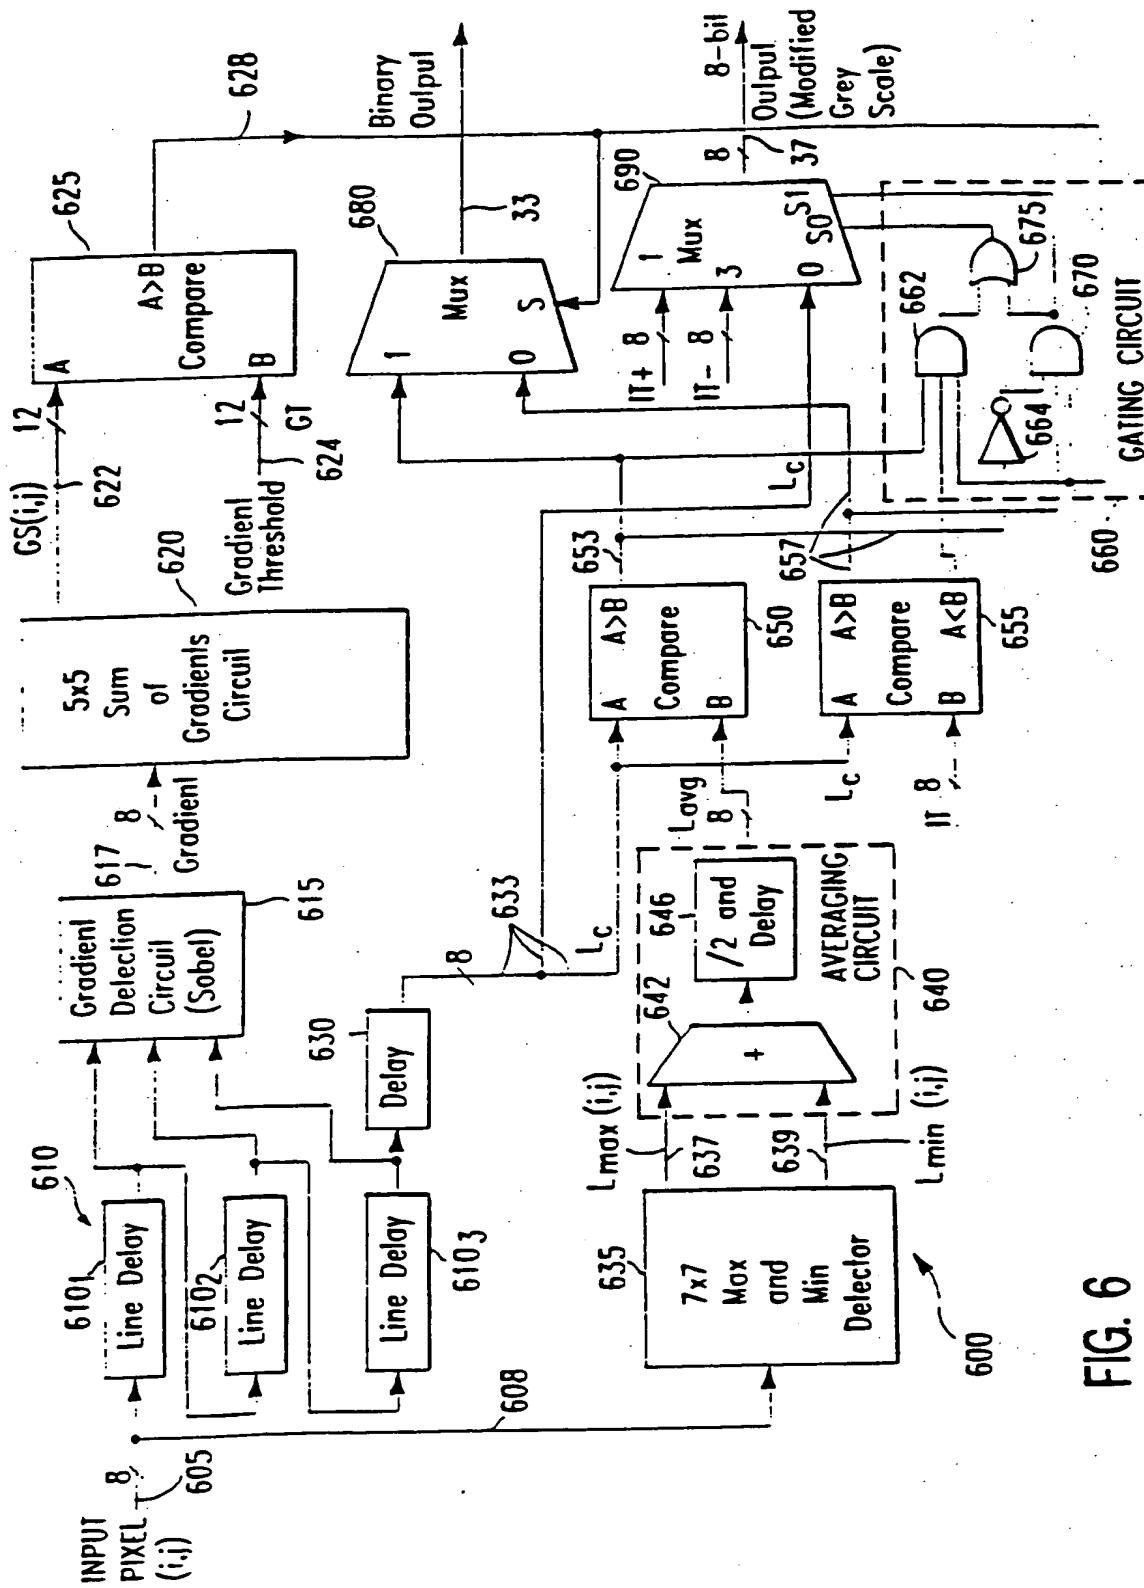 INPUT
PIXEL
(i,j)
8
605
608
610
6101
Line Delay
6102
Line Delay
6103
Line Delay
630
Delay
Gradient
Detection
Circuit
(Sobel)
615
617
8
Gradient
5x5
Sum
of
Gradients
Circuit
620
GS(i,j)
12
622
Gradient
Threshold
624
12
GT
A
B
A>B
Compare
625
628
8
633
LC
635
7x7
Max
and
Min
Detector
600
Lmax (i,j)
637
639
Lmin (i,j)
642
+
646
/2 and
Delay
AVERAGING
CIRCUIT
640
Lavg
8
A
A>B
Compare
B
650
653
LC
IT
8
A
A>B
Compare
B
A<B
655
657
LC
680
1
Mux
0
S
33
Binary
Output
IT+
8
IT-
8
690
1
Mux
3
0
S0
S1
8
37
8-bit
Output
(Modified
Grey
Scale)
662
664
670
675
660
GATING CIRCUIT
FIG. 6